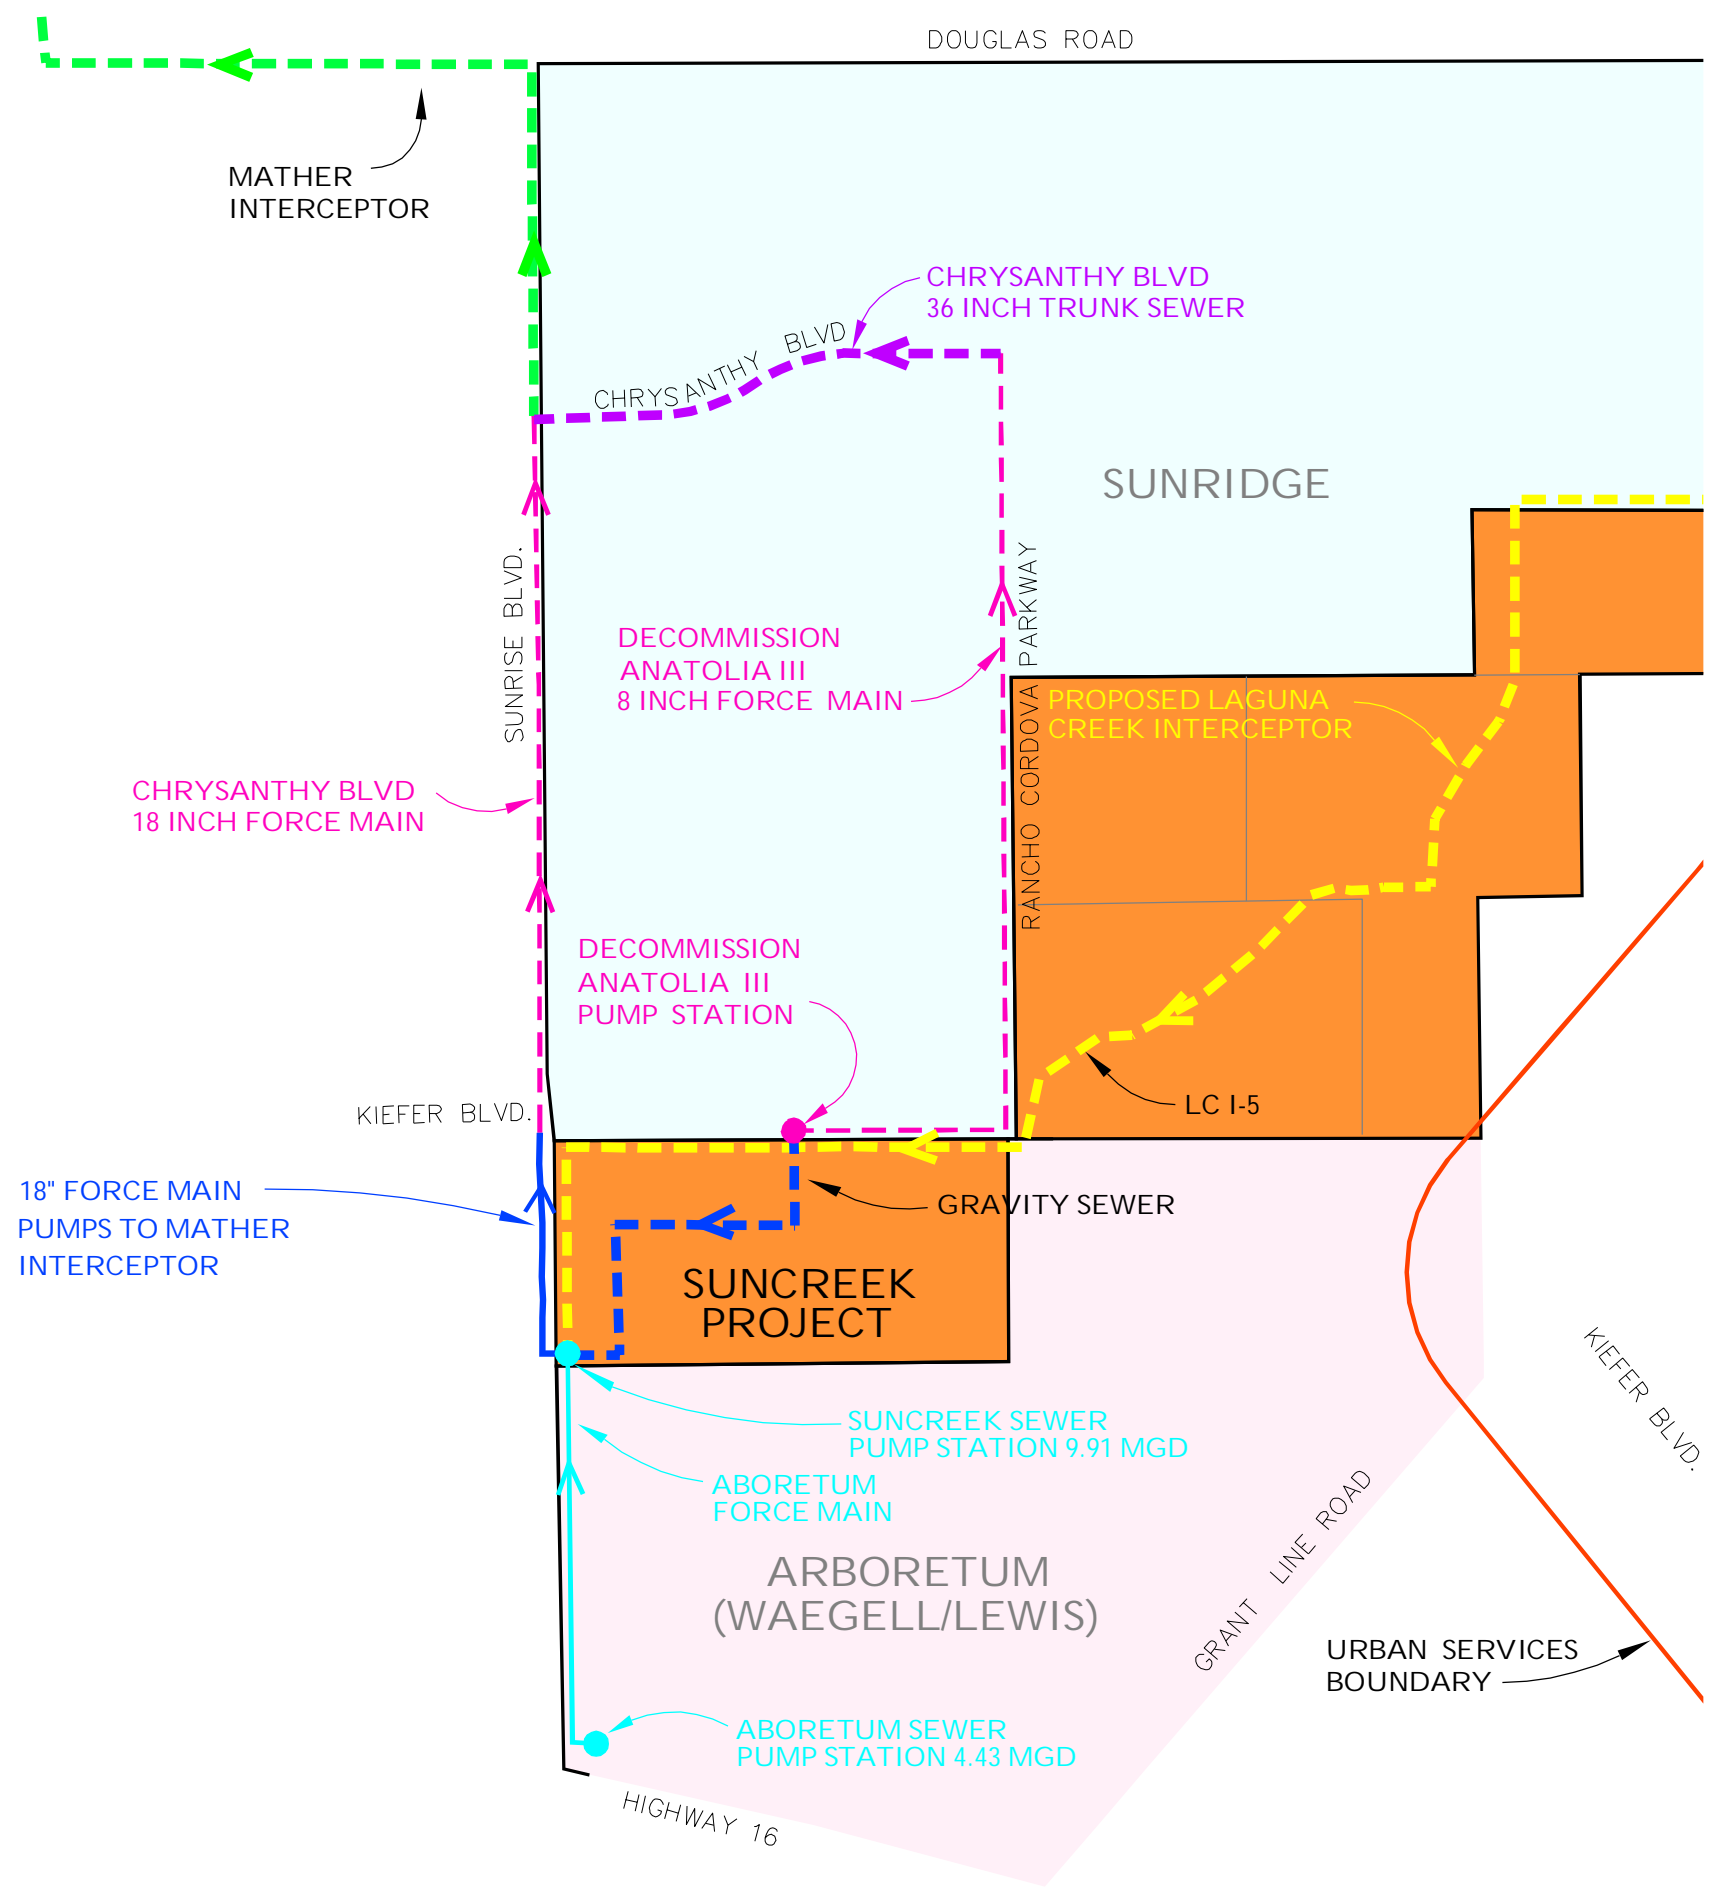 DOUGLAS ROAD
MATHER
INTERCEPTOR
CHRYSANTHY BLVD
36 INCH TRUNK SEWER
CHRYSANTHY BLVD
SUNRIDGE
SUNRISE BLVD.
RANCHO CORDOVA PARKWAY
DECOMMISSION
ANATOLIA III
8 INCH FORCE MAIN
PROPOSED LAGUNA
CREEK INTERCEPTOR
CHRYSANTHY BLVD
18 INCH FORCE MAIN
DECOMMISSION
ANATOLIA III
PUMP STATION
KIEFER BLVD.
LC I-5
18" FORCE MAIN
PUMPS TO MATHER
INTERCEPTOR
GRAVITY SEWER
SUNCREEK
PROJECT
KIEFER BLVD.
SUNCREEK SEWER
PUMP STATION 9.91 MGD
ABORETUM
FORCE MAIN
ARBORETUM
(WAEGELL/LEWIS)
GRANT LINE ROAD
URBAN SERVICES
BOUNDARY
ABORETUM SEWER
PUMP STATION 4.43 MGD
HIGHWAY 16